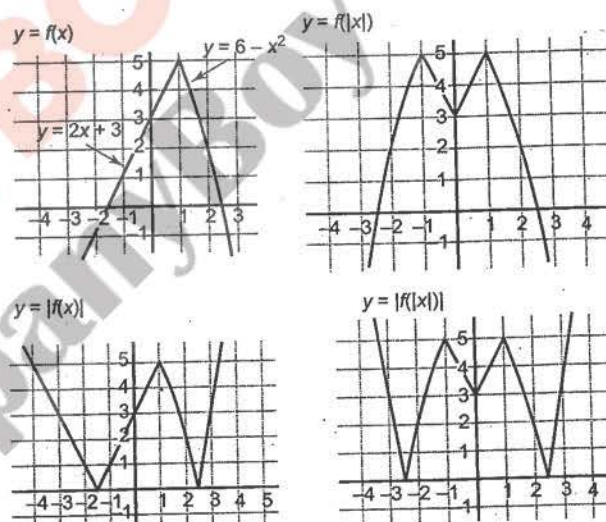 y = f(x)
y = 6 – x²
y = 2x + 3
5
3
2
1
–4 –3 –2 –1 1 2 3
1
y = f(|x|)
5
4
3
2
1
–4 –3 –2 –1 1 2 3 4
1
y = |f(x)|
5
4
3
2
1
–4 –3 –2 –1 1 2 3 4 5
1
y = |f(|x|)|
5
4
3
2
1
–4 –3 –2 –1 1 2 3 4
1